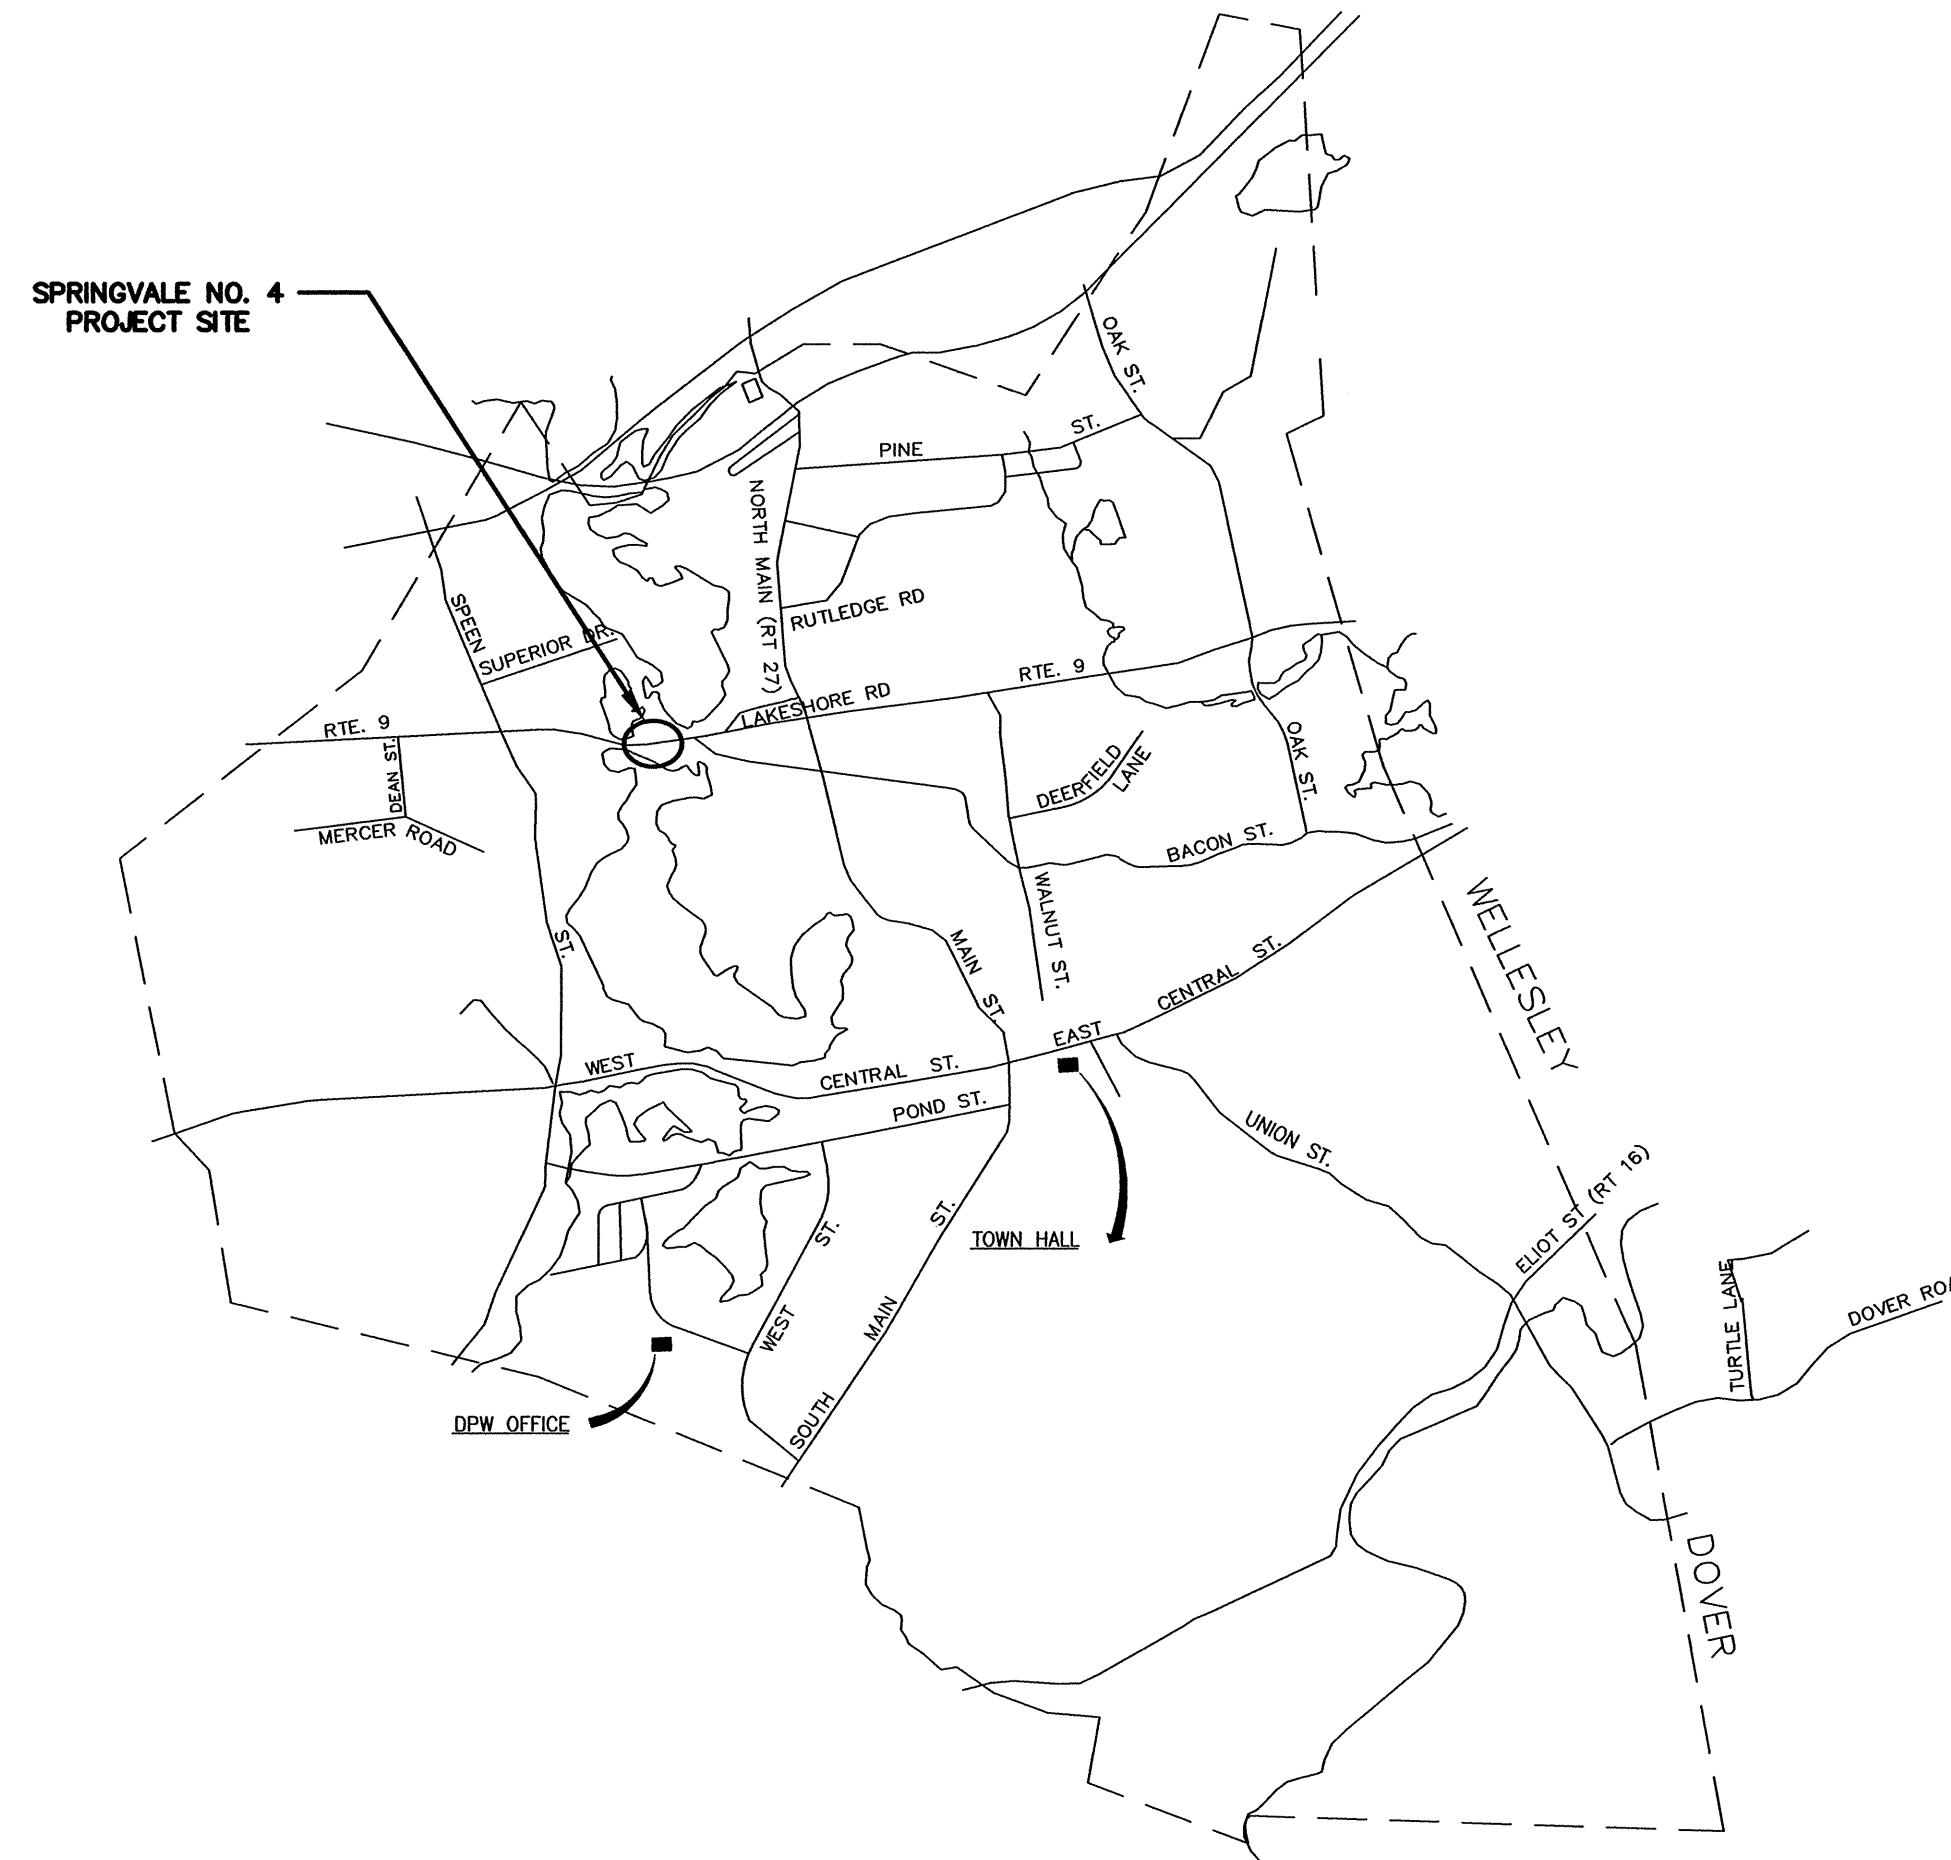 SPRINGVALE NO. 4
PROJECT SITE
OAK ST.
PINE ST.
NORTH MAIN (RT 27)
SPEEN ST.
SUPERIOR DR.
RUTLEDGE RD
RTE. 9
LAKESHORE RD
RTE. 9
DEAN ST.
MERCER ROAD
DEERFIELD
LANE
OAK ST.
BACON ST.
WALNUT ST.
MAIN ST.
WELLESLEY
EAST CENTRAL ST.
WEST CENTRAL ST.
POND ST.
UNION ST.
TOWN HALL
ELIOT ST (RT 16)
TURTLE LANE
WEST ST.
SOUTH MAIN ST.
DPW OFFICE
DOVER
DOVER ROA